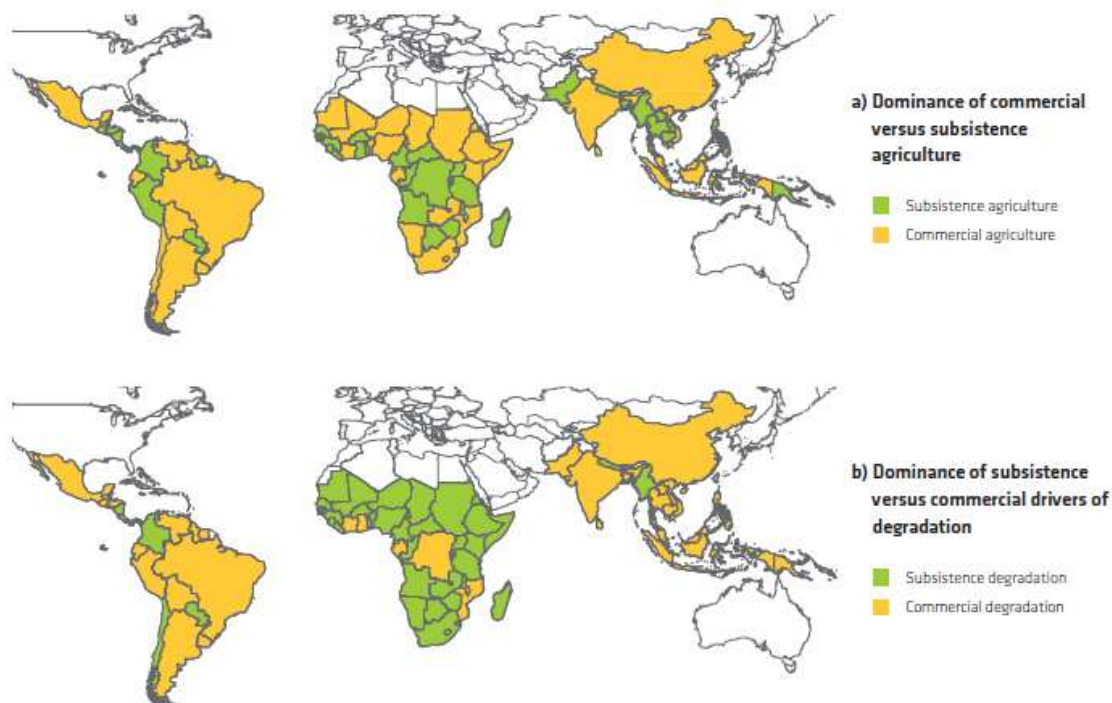 a) Dominance of commercial
versus subsistence
agriculture
Subsistence agriculture
Commercial agriculture
b) Dominance of subsistence
versus commercial drivers of
degradation
Subsistence degradation
Commercial degradation